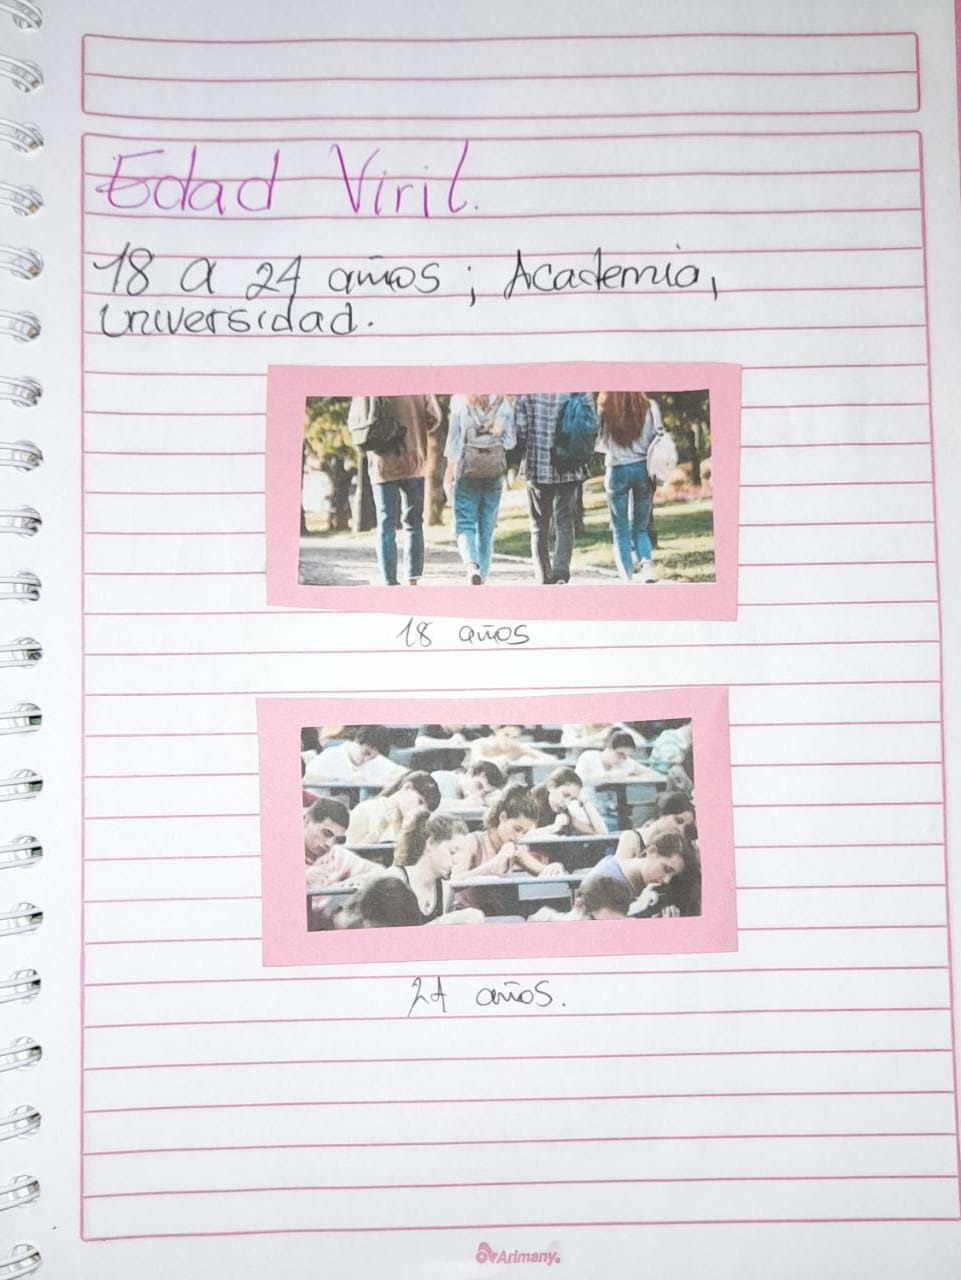 Edad Viril.
18 a 24 años; Academia,
Universidad.
18 años
24 años.
Arimany